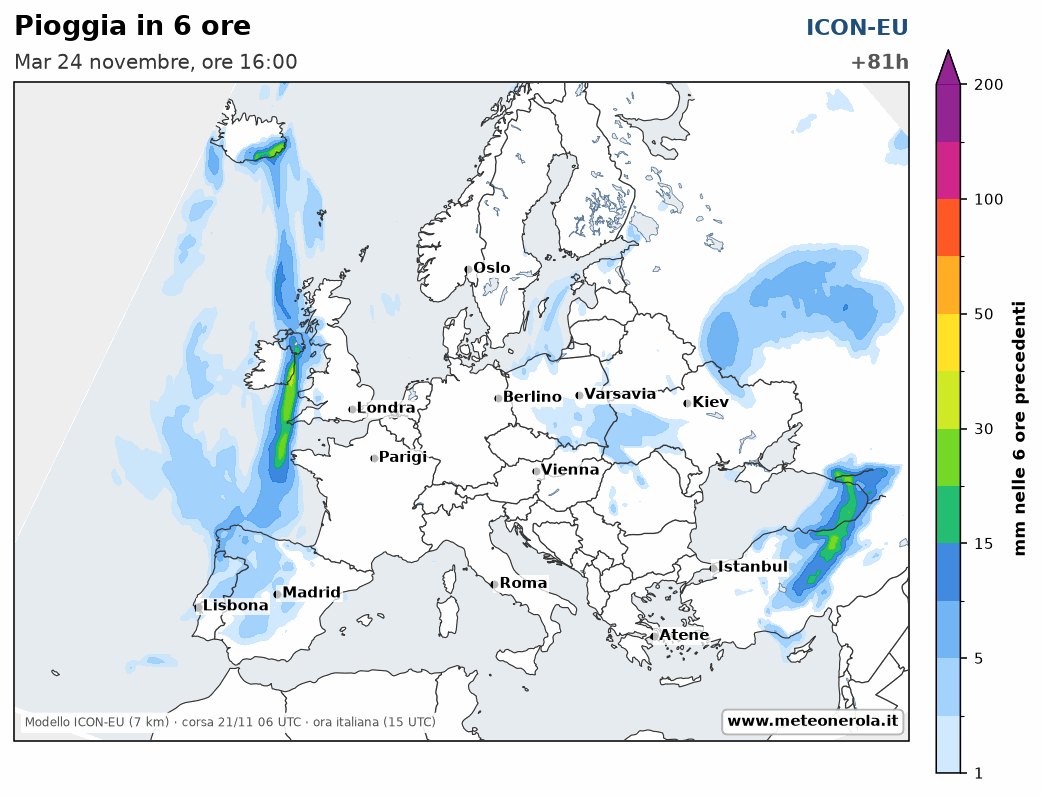 Pioggia in 6 ore
ICON-EU
Mar 24 novembre, ore 16:00
+81h
200
100
50
30
15
5
1
mm nelle 6 ore precedenti
Oslo
Berlino
Varsavia
Kiev
Londra
Parigi
Vienna
Istanbul
Roma
Madrid
Lisbona
Atene
Modello ICON-EU (7 km) · corsa 21/11 06 UTC · ora italiana (15 UTC)
www.meteonerola.it